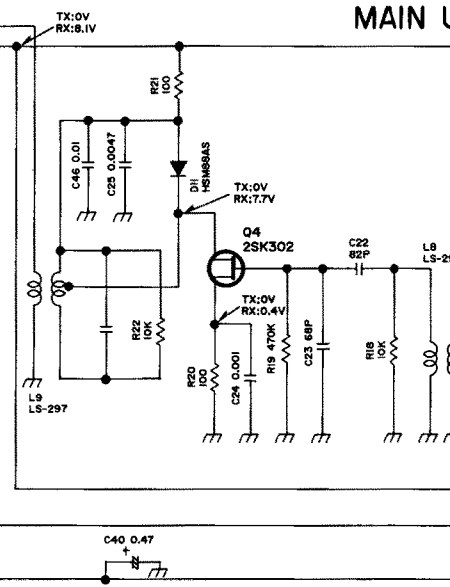 MAIN U
TX:0V
RX:8.1V
R21
100
C46 0.01
C25 0.0047
D11
HSM88AS
TX:0V
RX:7.7V
Q4
2SK302
C22
82P
L8
LS-29
TX:0V
RX:0.4V
R22
10K
R20
100
C24 0.001
R19 470K
C23 68P
R18
10K
L9
LS-297
C40 0.47
+